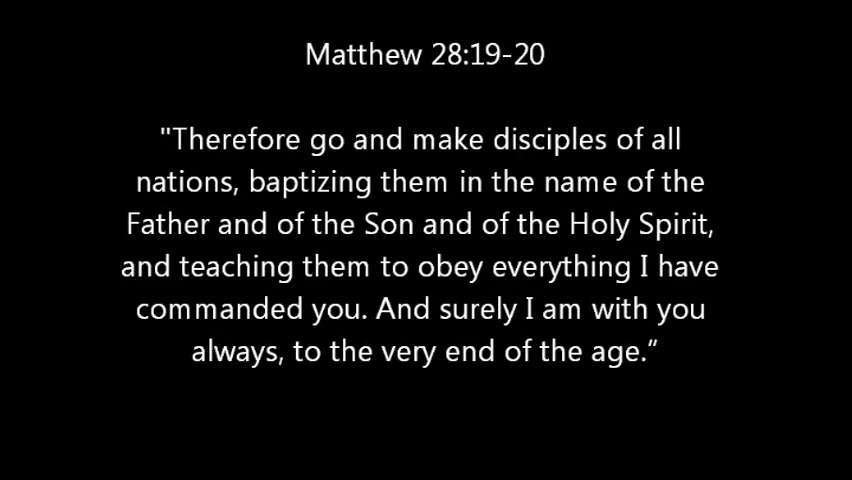 Matthew 28:19-20
"Therefore go and make disciples of all
nations, baptizing them in the name of the
Father and of the Son and of the Holy Spirit,
and teaching them to obey everything I have
commanded you. And surely I am with you
always, to the very end of the age.”